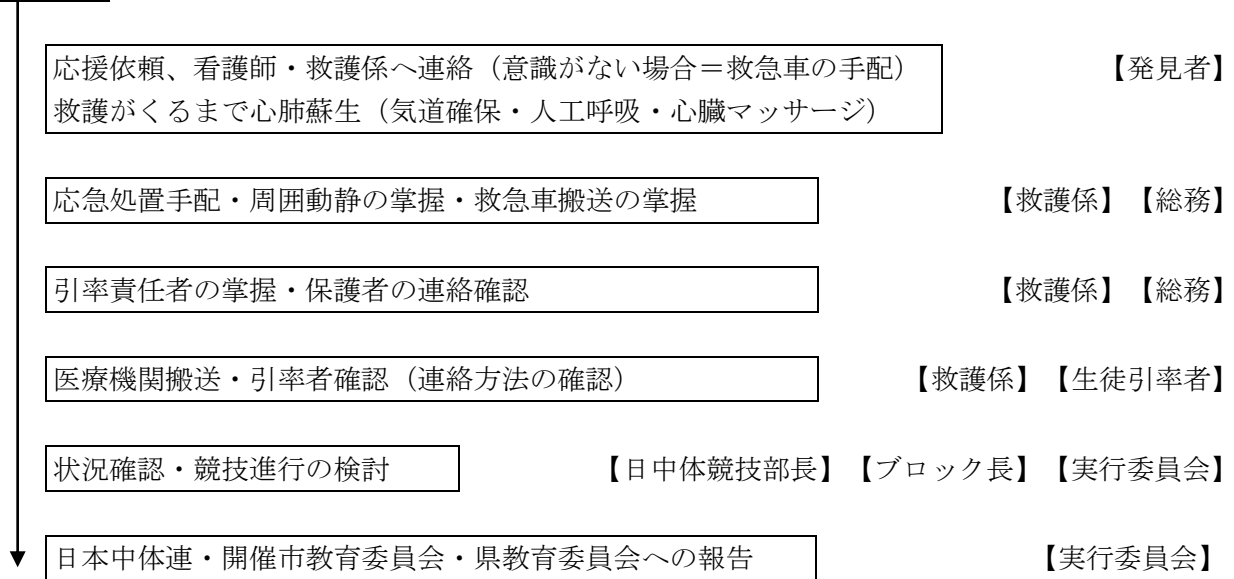 応援依頼、看護師・救護係へ連絡（意識がない場合＝救急車の手配） 【発見者】
救護がくるまで心肺蘇生（気道確保・人工呼吸・心臓マッサージ）
応急処置手配・周囲動静の掌握・救急車搬送の掌握 【救護係】【総務】
引率責任者の掌握・保護者の連絡確認 【救護係】【総務】
医療機関搬送・引率者確認（連絡方法の確認） 【救護係】【生徒引率者】
状況確認・競技進行の検討 【日中体競技部長】【ブロック長】【実行委員会】
日本中体連・開催市教育委員会・県教育委員会への報告 【実行委員会】